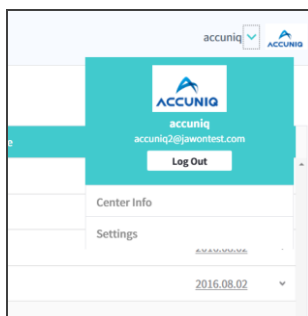 accuniq
ACCUNIQ
ACCUNIQ
accuniq
accuniq2@jawontest.com
e
Log Out
Center Info
Settings
2016.08.02